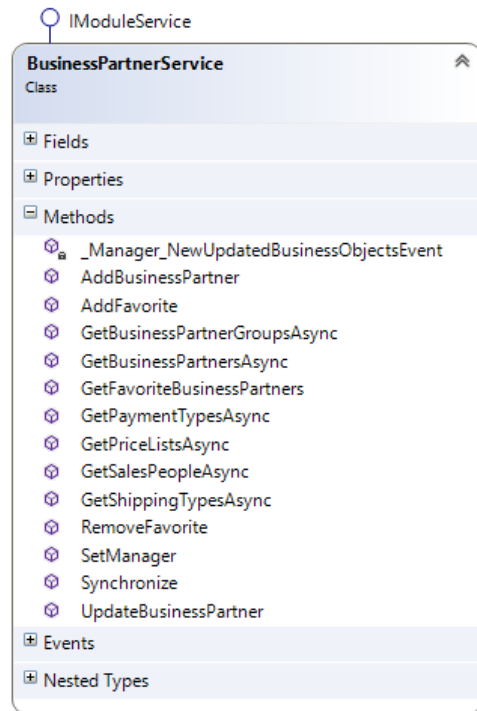 IModuleService
BusinessPartnerService
Class
Fields
Properties
Methods
_Manager_NewUpdatedBusinessObjectsEvent
AddBusinessPartner
AddFavorite
GetBusinessPartnerGroupsAsync
GetBusinessPartnersAsync
GetFavoriteBusinessPartners
GetPaymentTypesAsync
GetPriceListsAsync
GetSalesPeopleAsync
GetShippingTypesAsync
RemoveFavorite
SetManager
Synchronize
UpdateBusinessPartner
Events
Nested Types